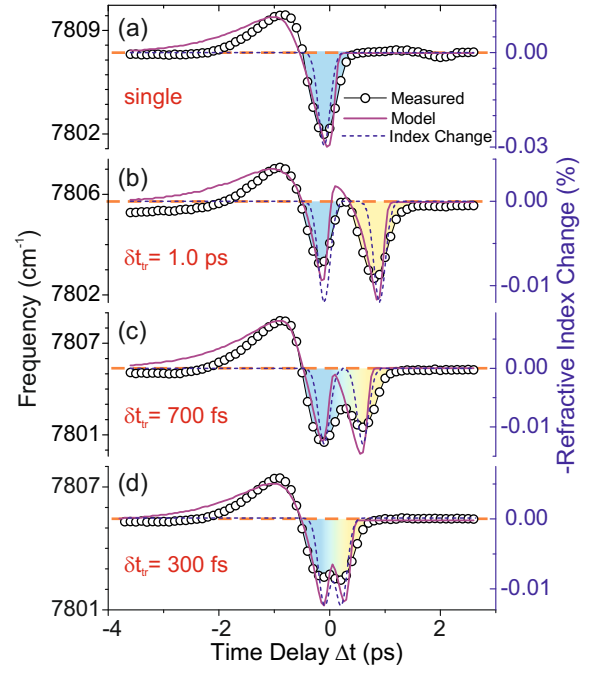 (a)
7809
0.00
single
Measured
Model
Index Change
7802
-0.03
(b)
7806
0.00
δt_tr= 1.0 ps
-0.01
7802
(c)
7807
0.00
δt_tr= 700 fs
-0.01
7801
(d)
7807
0.00
δt_tr= 300 fs
-0.01
7801
-4
-2
0
2
Time Delay Δt (ps)
Frequency (cm⁻¹)
-Refractive Index Change (%)